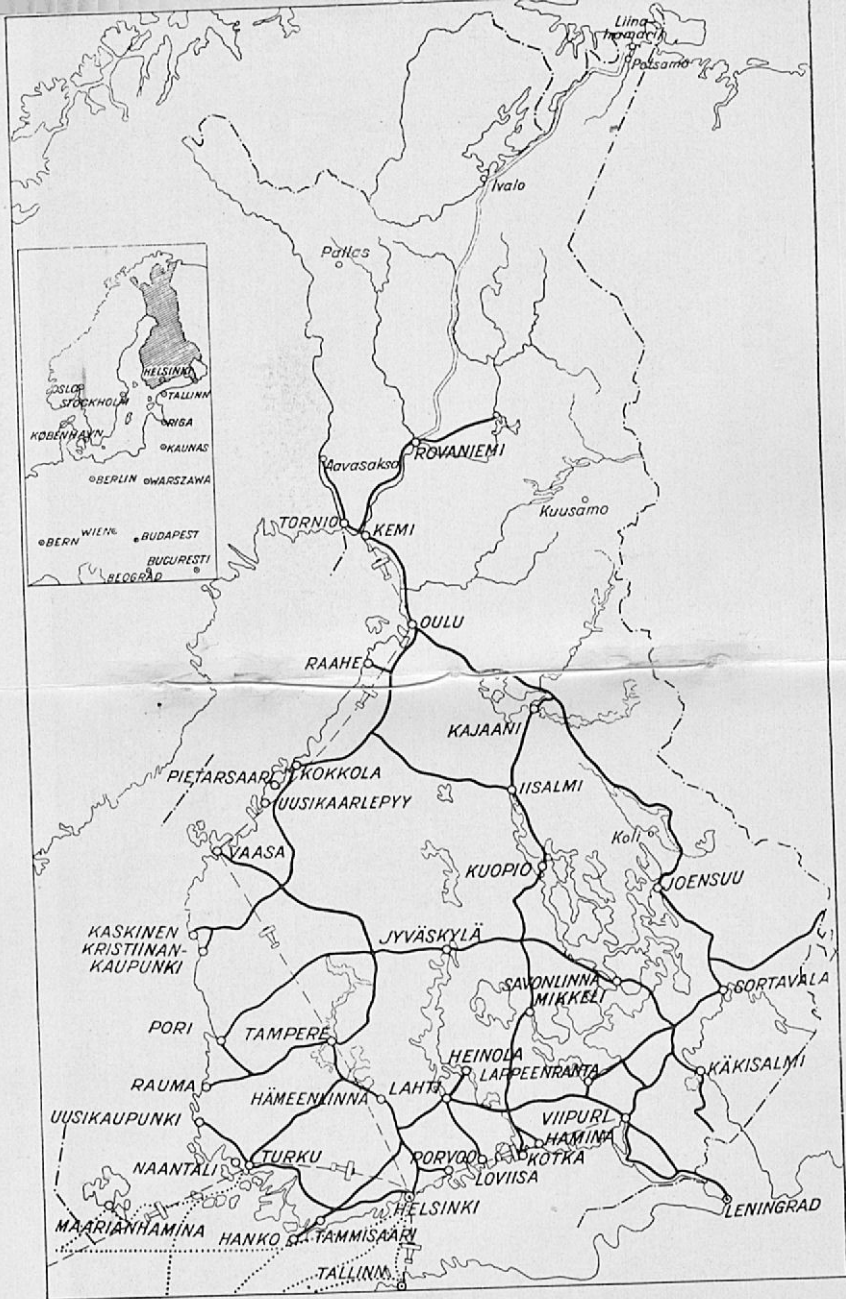 Liina-
hamarih
Petsamo
Ivalo
Pallas
HELSINKI
OSLO
STOCKHOLM
TALLINN
RIGA
KØBENHAVN
KAUNAS
BERLIN
WARSZAWA
BERN
WIEN
BUDAPEST
BUCURESTI
BEOGRAD
Aavasaksa
ROVANIEMI
Kuusamo
TORNIO
KEMI
OULU
RAAHE
KAJAANI
PIETARSAARI
KOKKOLA
UUSIKAARLEPYY
IISALMI
VAASA
Koli
KUOPIO
JOENSUU
KASKINEN
KRISTIINAN-
KAUPUNKI
JYVÄSKYLÄ
SAVONLINNA
MIKKELI
SORTAVALA
PORI
TAMPERE
HEINOLA
LAPPEENRANTA
KÄKISALMI
RAUMA
HÄMEENLINNA
LAHTI
UUSIKAUPUNKI
VIIPURI
HAMINA
KOTKA
NAANTALI
TURKU
PORVOO
LOVIISA
MAARIANHAMINA
HANKO
TAMMISAARI
HELSINKI
LENINGRAD
TALLINN